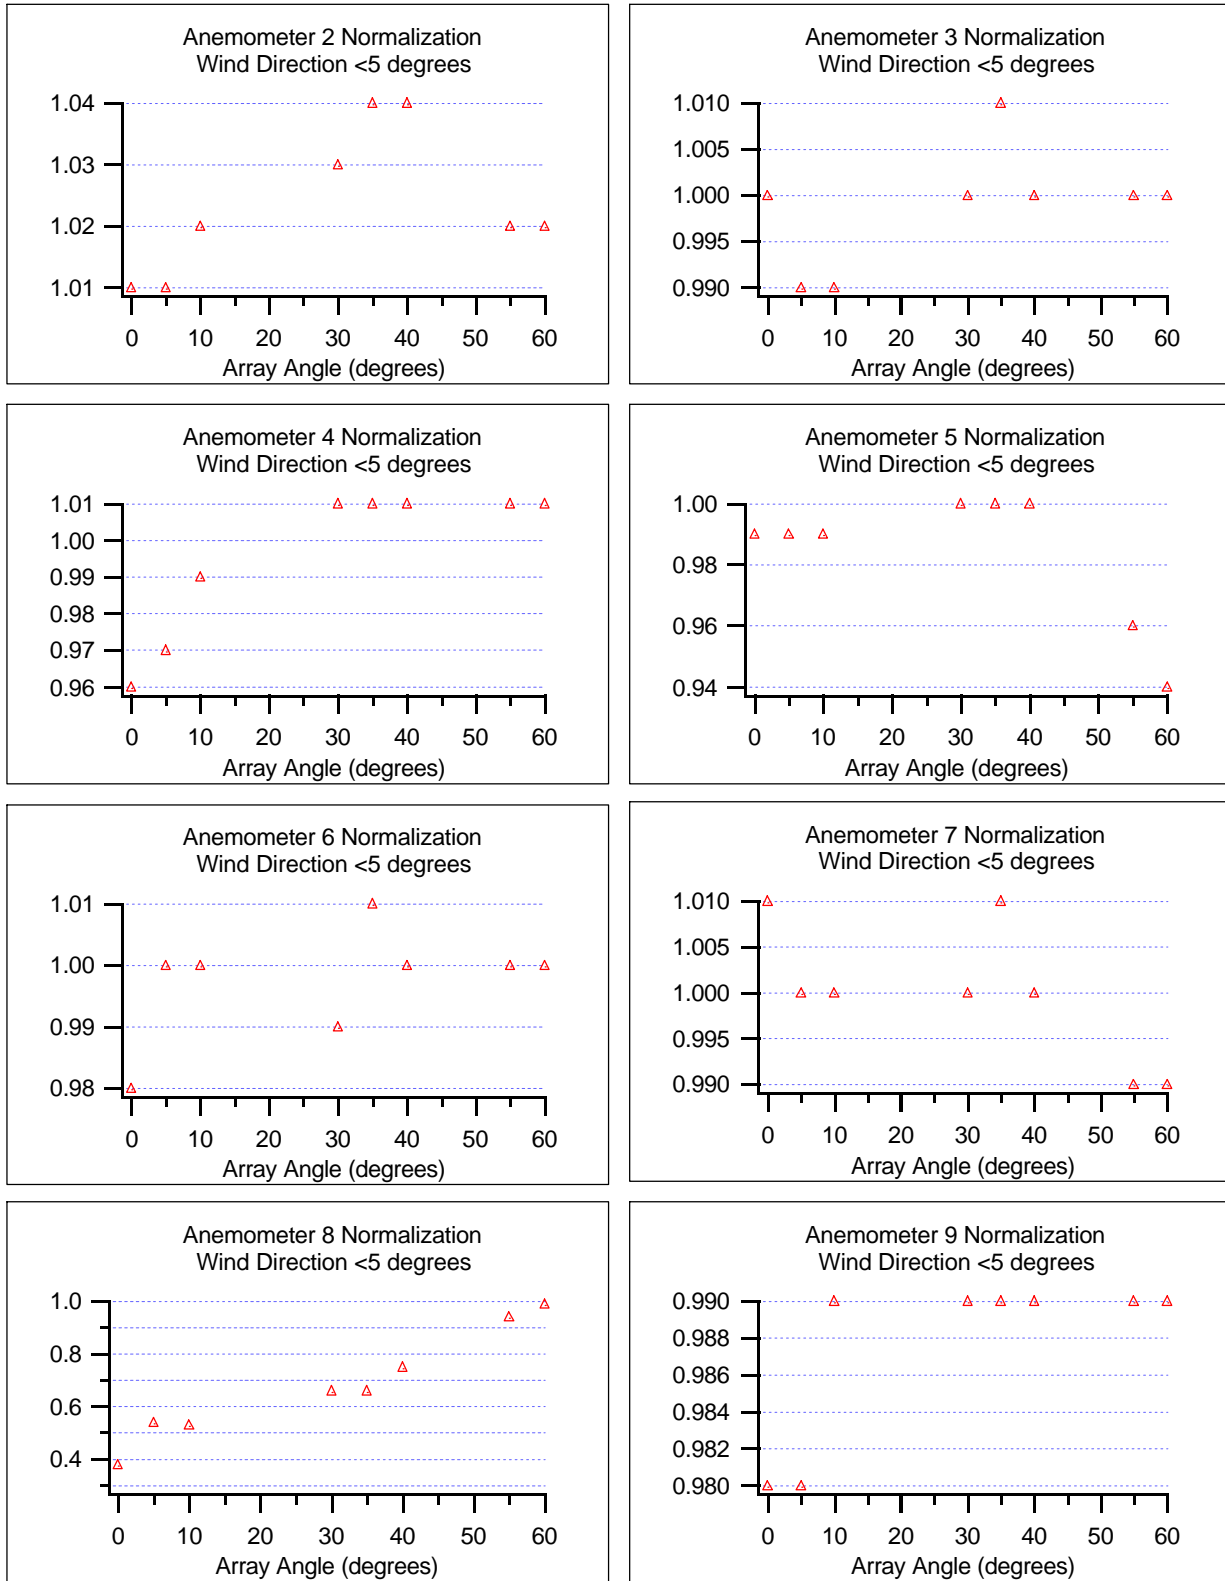 Anemometer 2 Normalization
Wind Direction <5 degrees
1.04
1.03
1.02
1.01
0 10 20 30 40 50 60
Array Angle (degrees)
Anemometer 3 Normalization
Wind Direction <5 degrees
1.010
1.005
1.000
0.995
0.990
0 10 20 30 40 50 60
Array Angle (degrees)
Anemometer 4 Normalization
Wind Direction <5 degrees
1.01
1.00
0.99
0.98
0.97
0.96
0 10 20 30 40 50 60
Array Angle (degrees)
Anemometer 5 Normalization
Wind Direction <5 degrees
1.00
0.98
0.96
0.94
0 10 20 30 40 50 60
Array Angle (degrees)
Anemometer 6 Normalization
Wind Direction <5 degrees
1.01
1.00
0.99
0.98
0 10 20 30 40 50 60
Array Angle (degrees)
Anemometer 7 Normalization
Wind Direction <5 degrees
1.010
1.005
1.000
0.995
0.990
0 10 20 30 40 50 60
Array Angle (degrees)
Anemometer 8 Normalization
Wind Direction <5 degrees
1.0
0.8
0.6
0.4
0 10 20 30 40 50 60
Array Angle (degrees)
Anemometer 9 Normalization
Wind Direction <5 degrees
0.990
0.988
0.986
0.984
0.982
0.980
0 10 20 30 40 50 60
Array Angle (degrees)